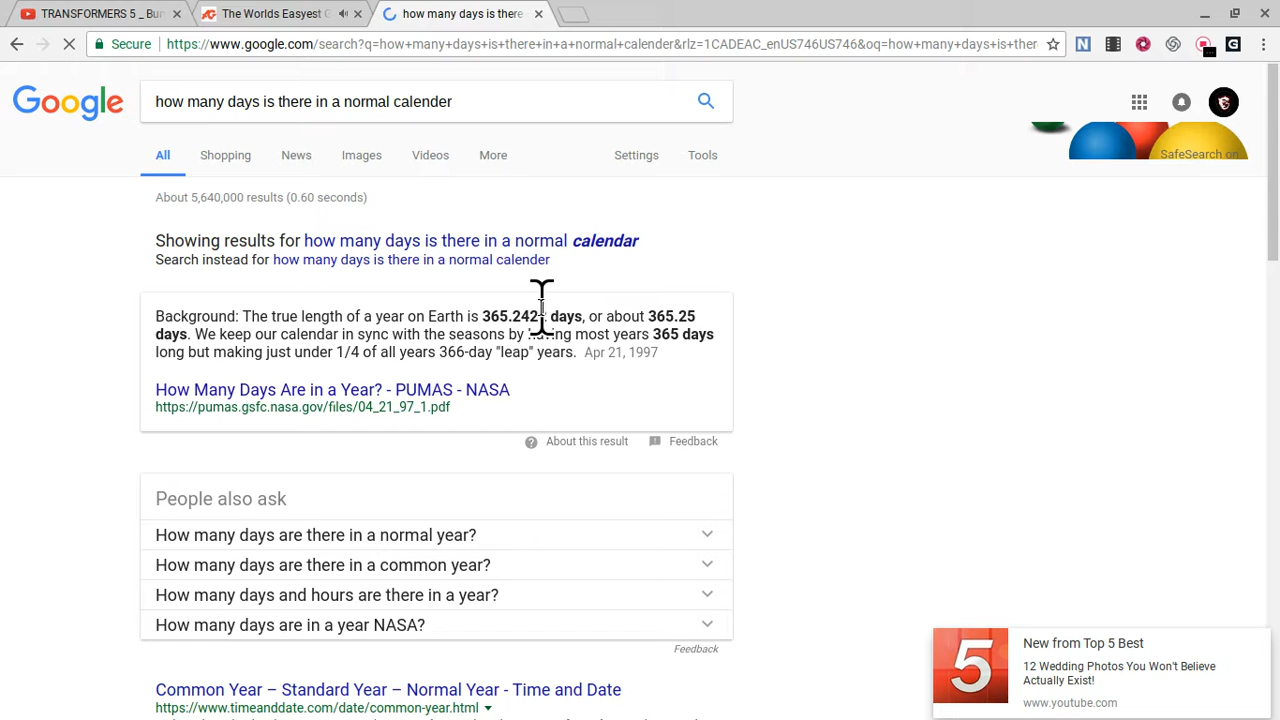 TRANSFORMERS 5 _ Bun
The Worlds Easyest G
how many days is there
Secure
https://www.google.com/search?q=how+many+days+is+there+in+a+normal+calender&rlz=1CADEAC_enUS746US746&oq=how+many+days+is+ther
N
G
Google
how many days is there in a normal calender
All
Shopping
News
Images
Videos
More
Settings
Tools
SafeSearch on
About 5,640,000 results (0.60 seconds)
Showing results for how many days is there in a normal calendar
Search instead for how many days is there in a normal calender
Background: The true length of a year on Earth is 365.242 days, or about 365.25
days. We keep our calendar in sync with the seasons by having most years 365 days
long but making just under 1/4 of all years 366-day "leap" years. Apr 21, 1997
How Many Days Are in a Year? - PUMAS - NASA
https://pumas.gsfc.nasa.gov/files/04_21_97_1.pdf
About this result
Feedback
People also ask
How many days are there in a normal year?
How many days are there in a common year?
How many days and hours are there in a year?
How many days are in a year NASA?
Feedback
5
New from Top 5 Best
12 Wedding Photos You Won't Believe
Actually Exist!
www.youtube.com
Common Year – Standard Year – Normal Year - Time and Date
https://www.timeanddate.com/date/common-year.html